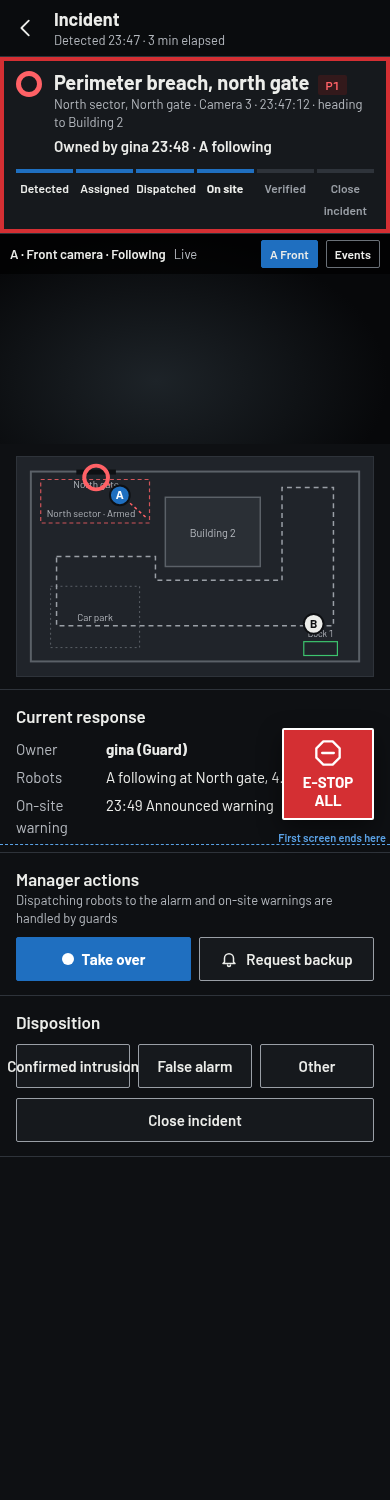 Incident
Detected 23:47 · 3 min elapsed
Perimeter breach, north gate P1
North sector, North gate · Camera 3 · 23:47:12 · heading
to Building 2
Owned by gina 23:48 · A following
Detected Assigned Dispatched On site Verified Close
incident
A · Front camera · Following Live A Front Events
North gate
A
North sector · Armed
Building 2
Car park
B
Dock 1
Current response
Owner gina (Guard)
Robots A following at North gate, 4.
On-site 23:49 Announced warning
warning
E-STOP
ALL
First screen ends here
Manager actions
Dispatching robots to the alarm and on-site warnings are
handled by guards
Take over Request backup
Disposition
Confirmed intrusion False alarm Other
Close incident